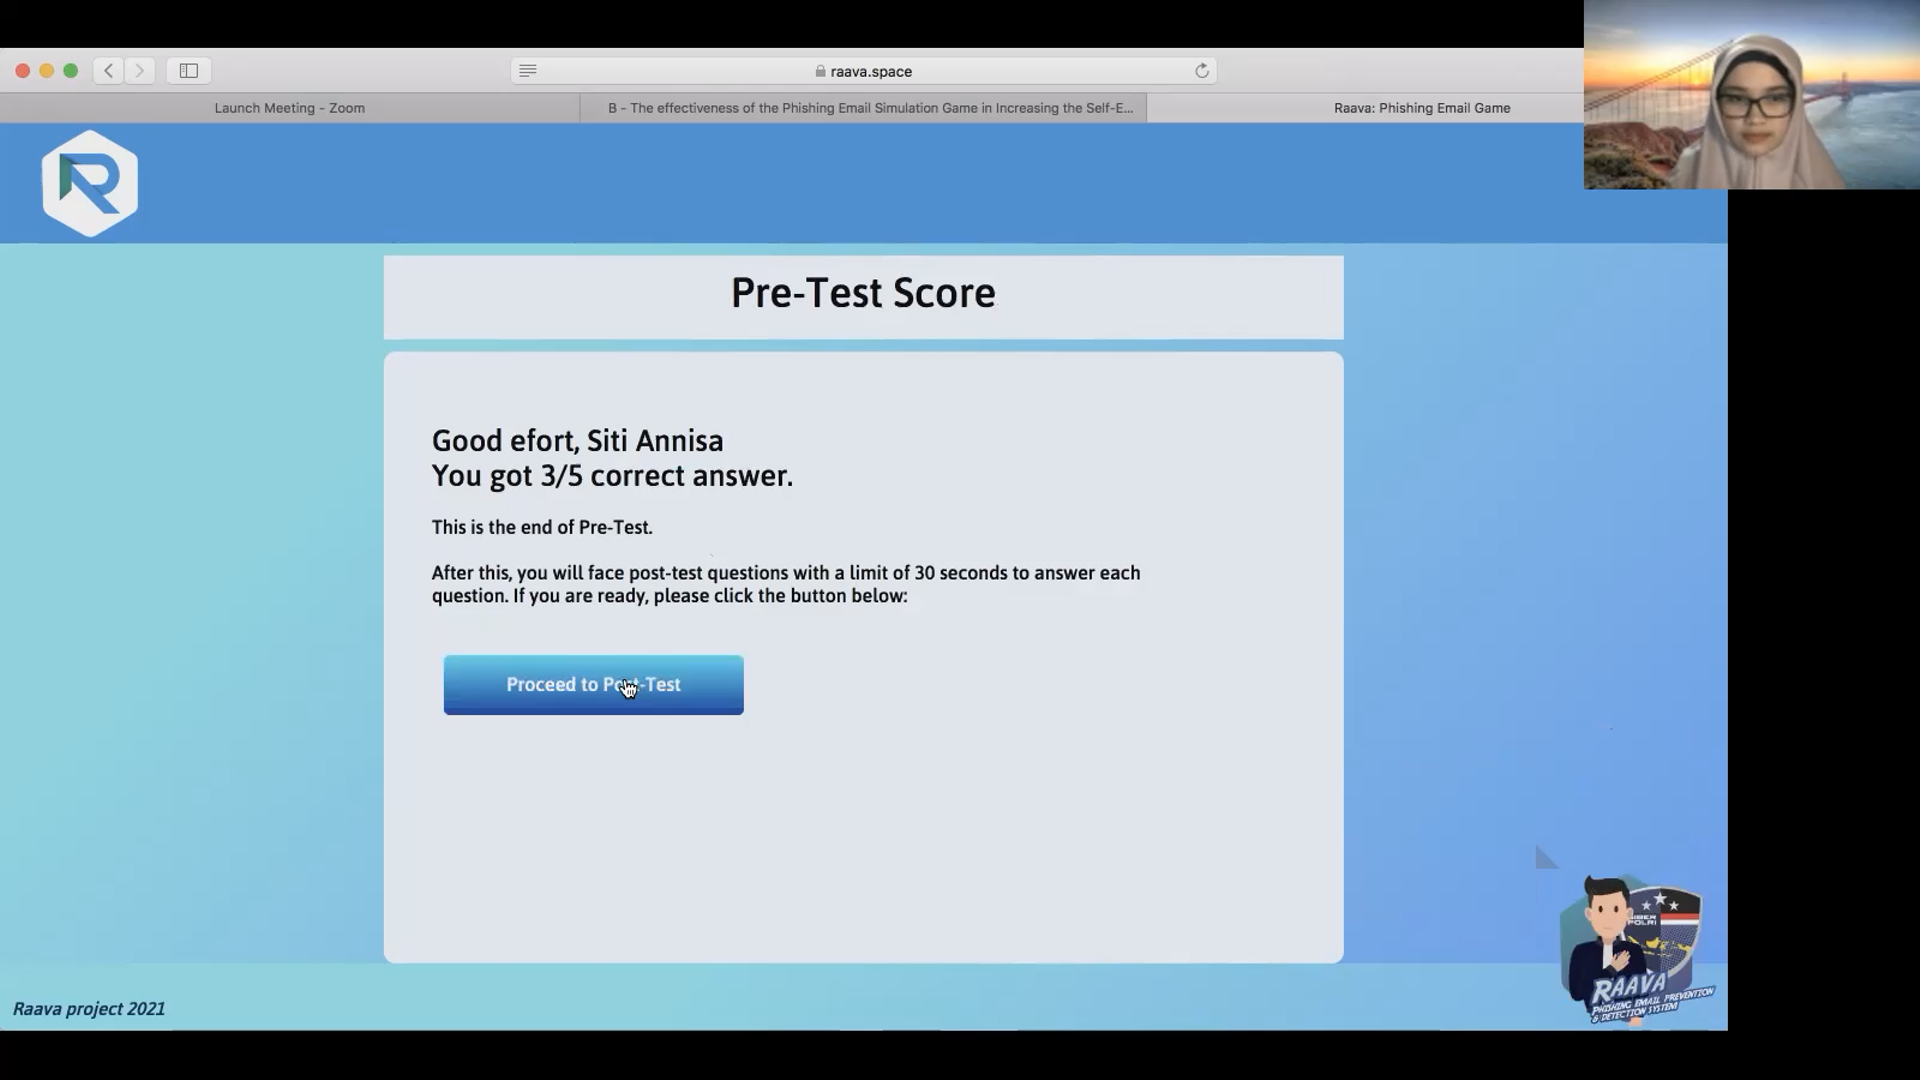 raava.space
Launch Meeting - Zoom
B - The effectiveness of the Phishing Email Simulation Game in Increasing the Self-E...
Raava: Phishing Email Game
R
Pre-Test Score
Good efort, Siti Annisa
You got 3/5 correct answer.
This is the end of Pre-Test.
After this, you will face post-test questions with a limit of 30 seconds to answer each
question. If you are ready, please click the button below:
Proceed to Post-Test
SIBER
POLRI
RAAVA
PHISHING EMAIL PREVENTION
& DETECTION SYSTEM
Raava project 2021